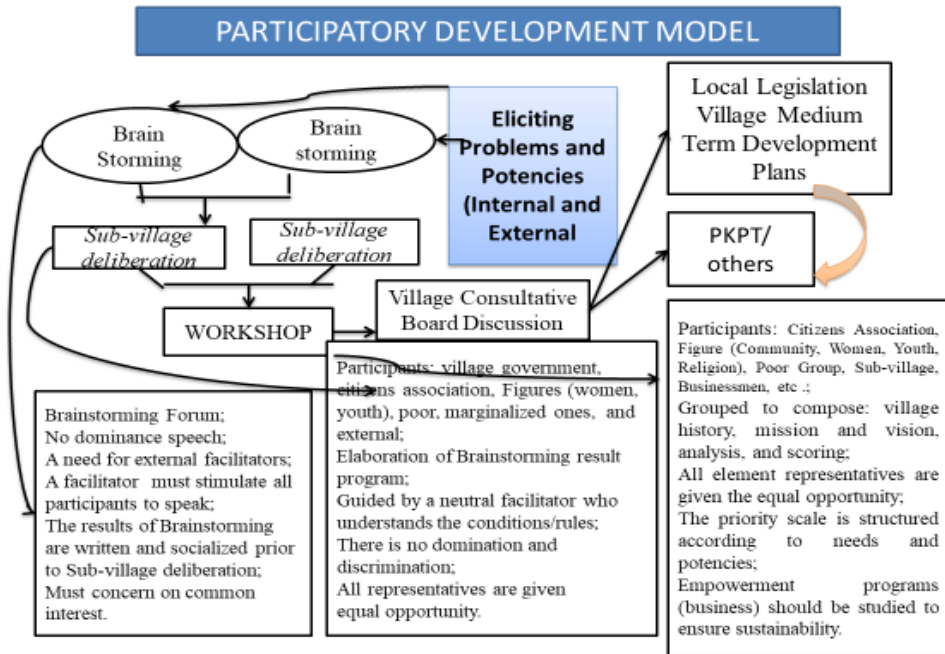 PARTICIPATORY DEVELOPMENT MODEL
Brain
Storming
Brain
storming
Eliciting
Problems and
Potencies
(Internal and
External
Local Legislation
Village Medium
Term Development
Plans
Sub-village
deliberation
Sub-village
deliberation
PKPT/
others
WORKSHOP
Village Consultative
Board Discussion
Brainstorming Forum;
No dominance speech;
A need for external facilitators;
A facilitator must stimulate all
participants to speak;
The results of Brainstorming
are written and socialized prior
to Sub-village deliberation;
Must concern on common
interest.
Participants: village government,
citizens association, Figures (women,
youth), poor, marginalized ones, and
external;
Elaboration of Brainstorming result
program;
Guided by a neutral facilitator who
understands the conditions/rules;
There is no domination and
discrimination;
All representatives are given
equal opportunity.
Participants: Citizens Association,
Figure (Community, Women, Youth,
Religion), Poor Group, Sub-village,
Businessmen, etc .;
Grouped to compose: village
history, mission and vision,
analysis, and scoring;
All element representatives are
given the equal opportunity;
The priority scale is structured
according to needs and
potencies;
Empowerment programs
(business) should be studied to
ensure sustainability.